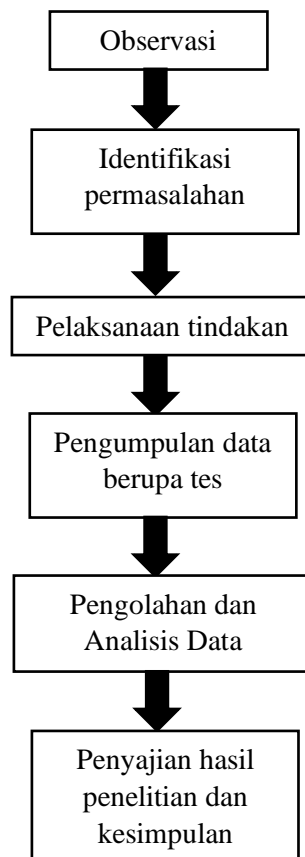 Observasi
Identifikasi
permasalahan
Pelaksanaan tindakan
Pengumpulan data
berupa tes
Pengolahan dan
Analisis Data
Penyajian hasil
penelitian dan
kesimpulan